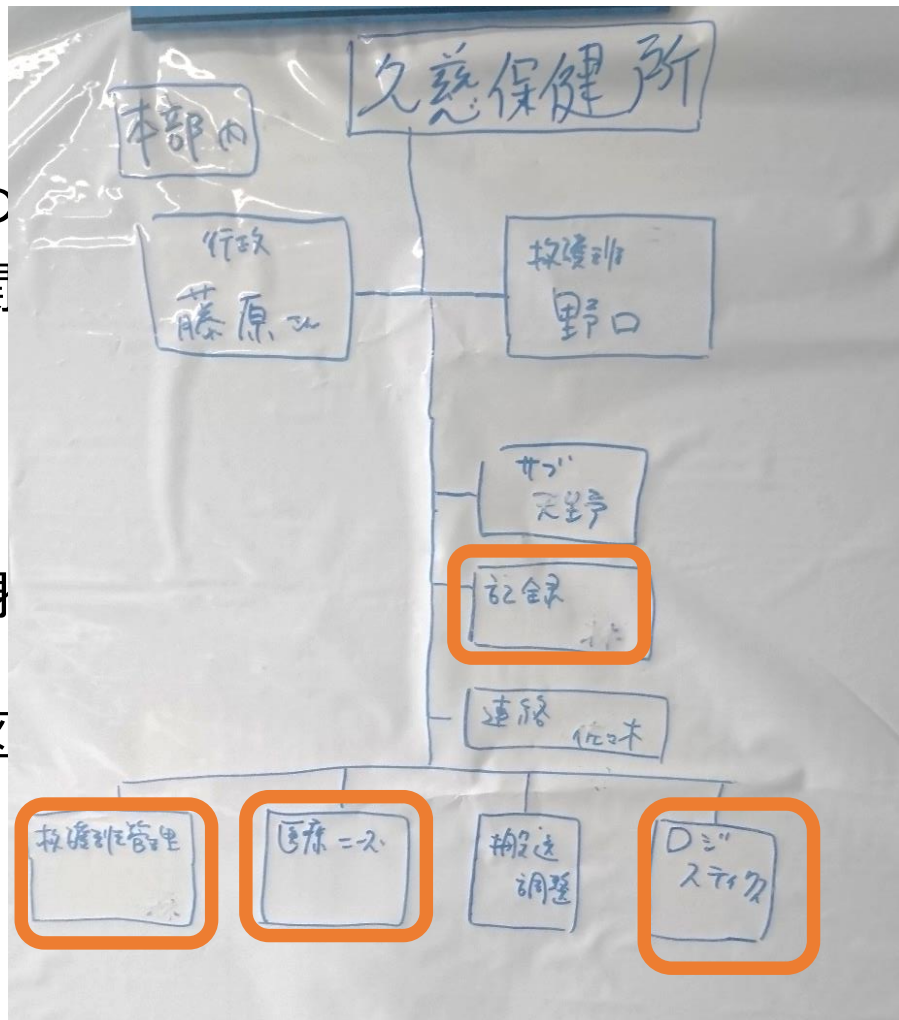 久慈保健所
本部内
行政
藤原さん
救護班
野口
サブ
天野
記録
連絡
佐々木
救護班管理
医療ニーズ
搬送
調整
ロジ
スティクス